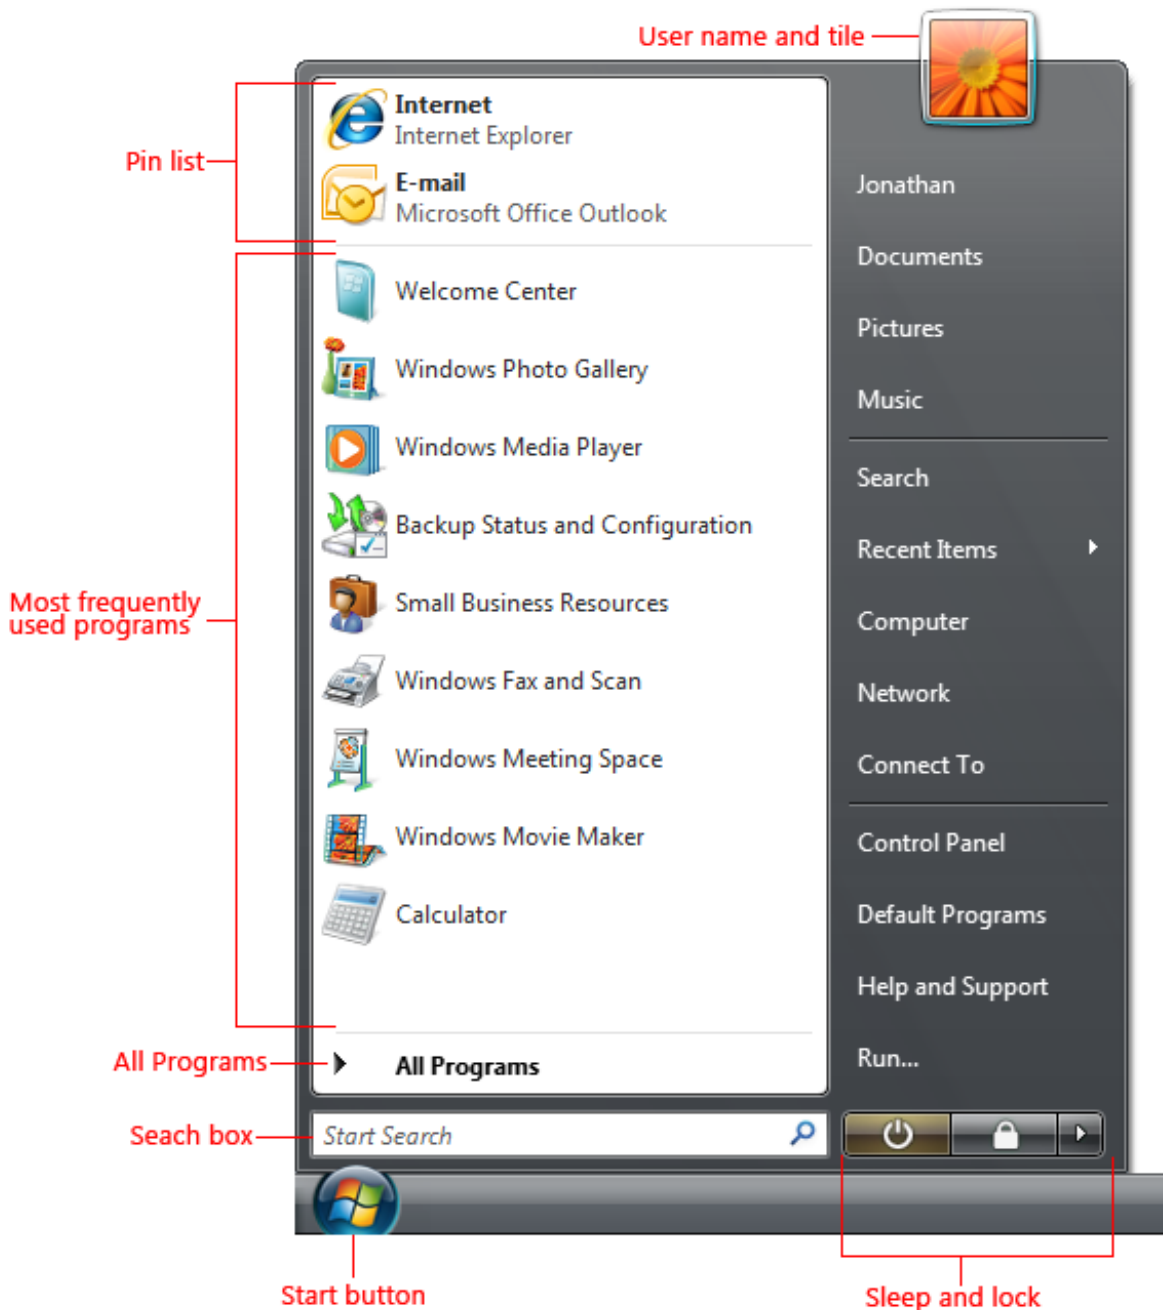 User name and tile
Pin list
Internet
Internet Explorer
E-mail
Microsoft Office Outlook
Most frequently
used programs
Welcome Center
Windows Photo Gallery
Windows Media Player
Backup Status and Configuration
Small Business Resources
Windows Fax and Scan
Windows Meeting Space
Windows Movie Maker
Calculator
All Programs
All Programs
Seach box
Start Search
Jonathan
Documents
Pictures
Music
Search
Recent Items
Computer
Network
Connect To
Control Panel
Default Programs
Help and Support
Run...
Start button
Sleep and lock